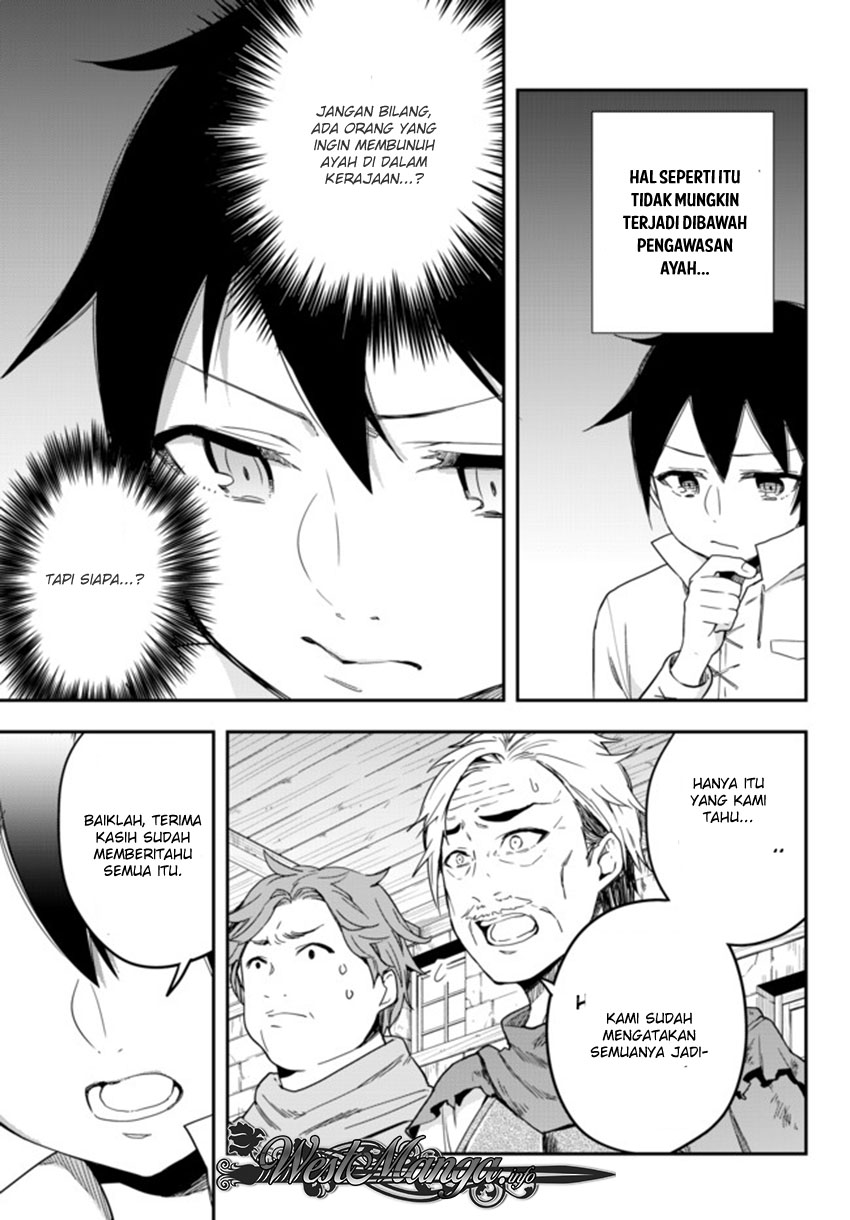 HAL SEPERTI ITU
TIDAK MUNGKIN
TERJADI DIBAWAH
PENGAWASAN
AYAH...
JANGAN BILANG,
ADA ORANG YANG
INGIN MEMBUNUH
AYAH DI DALAM
KERAJAAN...?
TAPI SIAPA...?
HANYA ITU
YANG KAMI
TAHU...
KAMI SUDAH
MENGATAKAN
SEMUANYA JADI-
BAIKLAH, TERIMA
KASIH SUDAH
MEMBERITAHU
SEMUA ITU.
WestManga.info